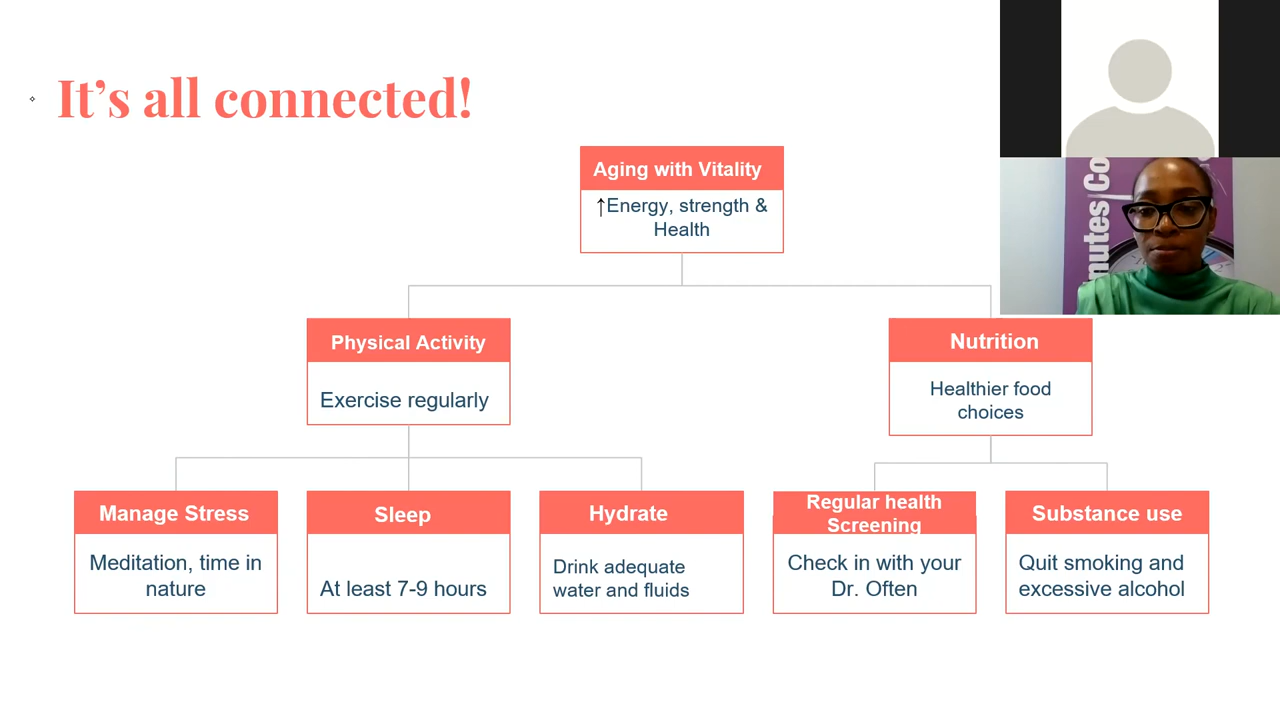 It's all connected!
Aging with Vitality
↑Energy, strength &
Health
Physical Activity
Exercise regularly
Nutrition
Healthier food
choices
Manage Stress
Meditation, time in
nature
Sleep
At least 7-9 hours
Hydrate
Drink adequate
water and fluids
Regular health
Screening
Check in with your
Dr. Often
Substance use
Quit smoking and
excessive alcohol
nutes|Co